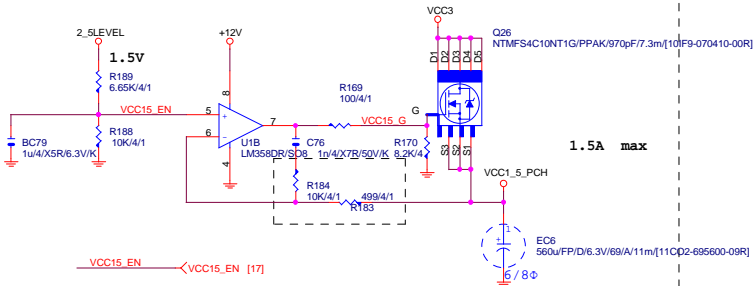 VCC3
2_5LEVEL
+12V
Q26
NTMFS4C10NT1G/PPAK/970pF/7.3m/[101F9-070410-00R]
1.5V
D1
D2
D3
D4
D5
R189
6.65K/4/1
8
R169
100/4/1
G
VCC15_EN
5
+
7
VCC15_G
6
-
R188
10K/4/1
BC79
1u/4/X5R/6.3V/K
U1B
LM358DR/SO8
4
C76
1n/4/X7R/50V/K
R170
8.2K/4
S3
S2
S1
1.5A max
VCC1_5_PCH
R184
10K/4/1
499/4/1
R183
1
+
EC6
560u/FP/D/6.3V/69/A/11m/[11CO2-695600-09R]
6/8Φ
VCC15_EN
VCC15_EN [17]